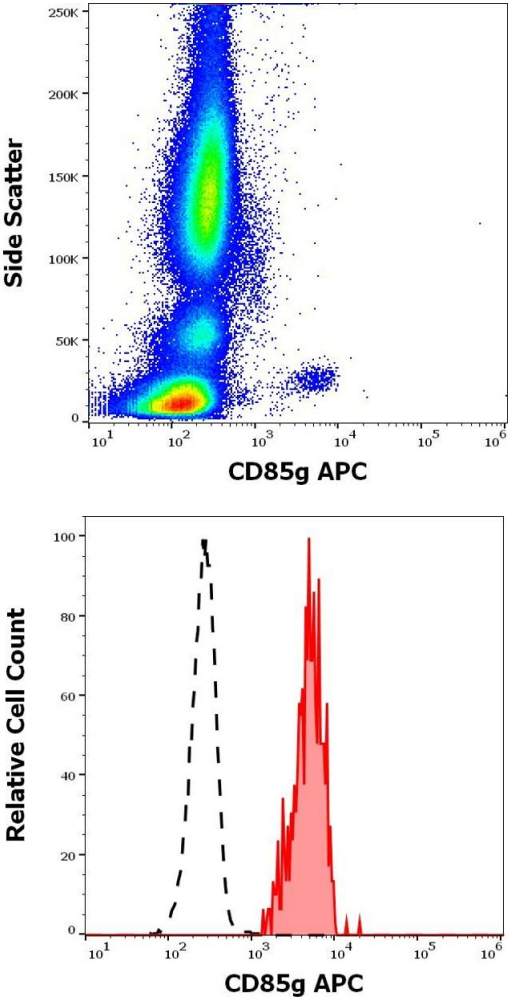 250K
200K
150K
100K
50K
0
Side Scatter
10¹ 10² 10³ 10⁴ 10⁵ 10⁶
CD85g APC
100
80
60
40
20
0
Relative Cell Count
10¹ 10² 10³ 10⁴ 10⁵ 10⁶
CD85g APC